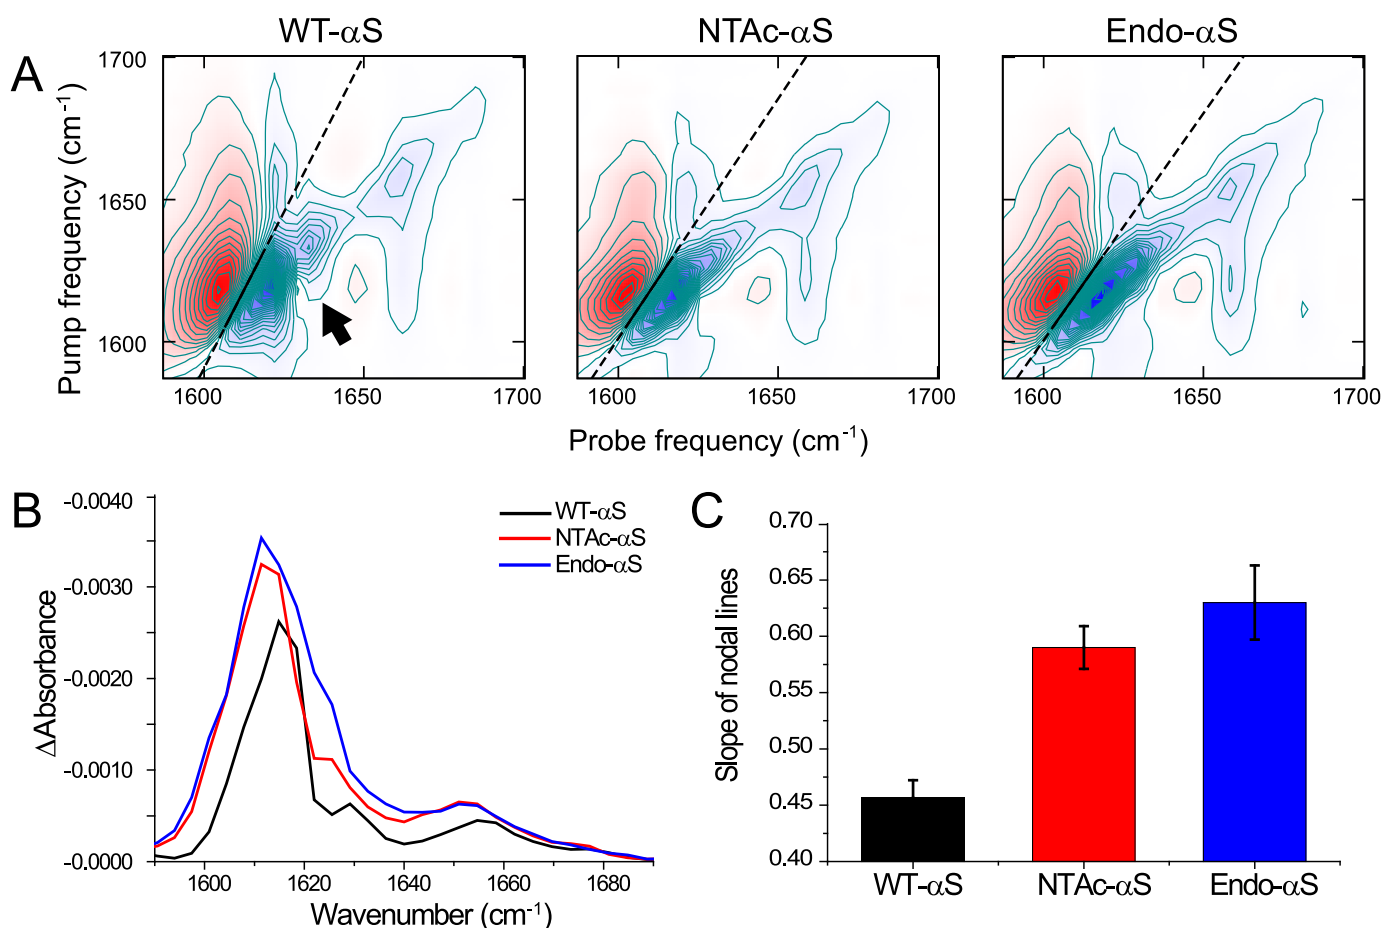 WT-αS NTAc-αS Endo-αS
A
Pump frequency (cm⁻¹)
1700
1650
1600
1600 1650 1700 1600 1650 1700 1600 1650 1700
Probe frequency (cm⁻¹)
B
ΔAbsorbance
-0.0040
-0.0030
-0.0020
-0.0010
-0.0000
WT-αS
NTAc-αS
Endo-αS
1600 1620 1640 1660 1680
Wavenumber (cm⁻¹)
C
Slope of nodal lines
0.70
0.65
0.60
0.55
0.50
0.45
0.40
WT-αS NTAc-αS Endo-αS